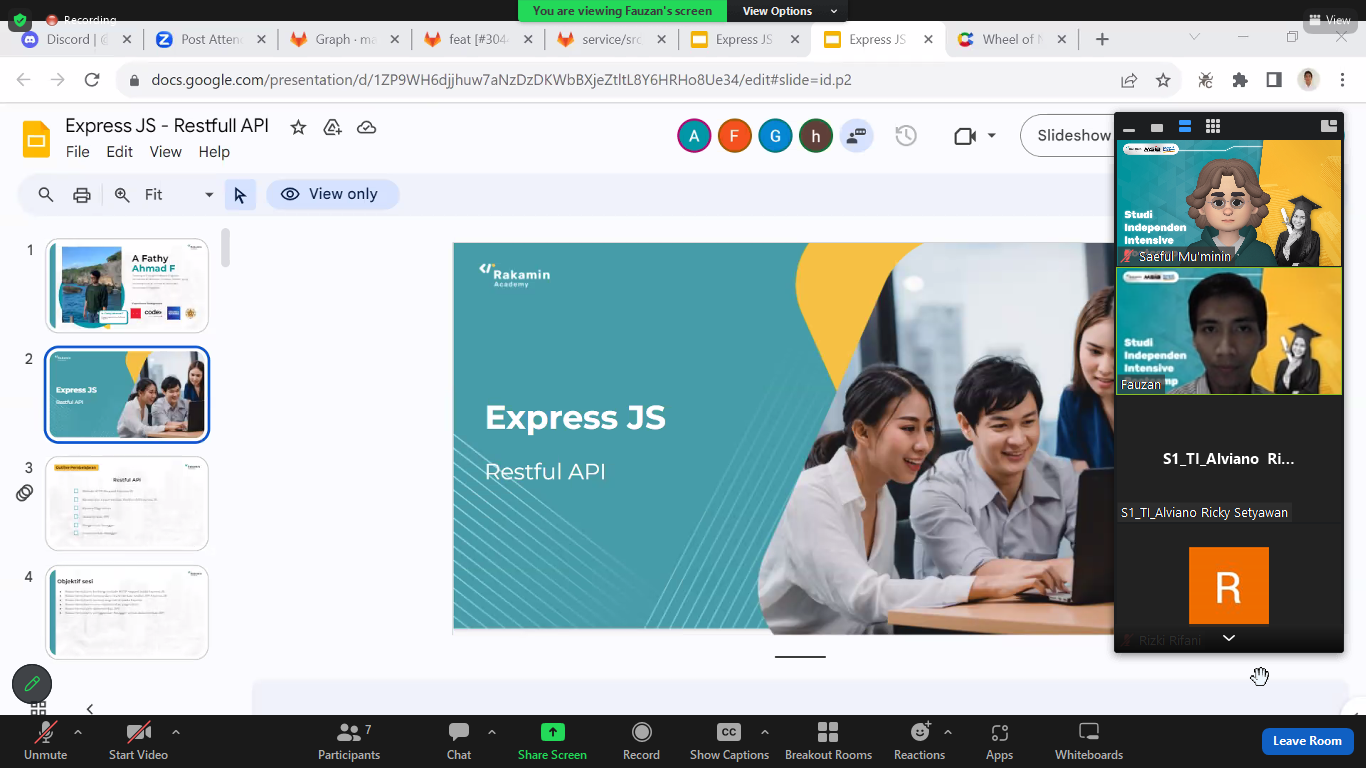 Recording
You are viewing Fauzan's screen
View Options
View
Discord | @
Post Atten
Graph · ma
feat [#304
service/src
Express JS
Express JS
Wheel of N
docs.google.com/presentation/d/1ZP9WH6djjhuw7aNzDzDKWbBXjeZtItL8Y6HRHo8Ue34/edit#slide=id.p2
Express JS - Restfull API
File Edit View Help
A F G h
Slideshow
Fit
View only
1
A Fathy
Ahmad F
2
Express JS
Restful API
3
Restful API
4
Objektif sesi
Rakamin
Academy
Express JS
Restful API
Studi
Independen
Intensive
Saeful Mu'minin
Studi
Independen
Intensive
Fauzan
S1_TI_Alviano Ri...
S1_TI_Alviano Ricky Setyawan
R
Rizki Rifani
Unmute
Start Video
Participants
7
Chat
Share Screen
Record
CC
Show Captions
Breakout Rooms
Reactions
Apps
Whiteboards
Leave Room